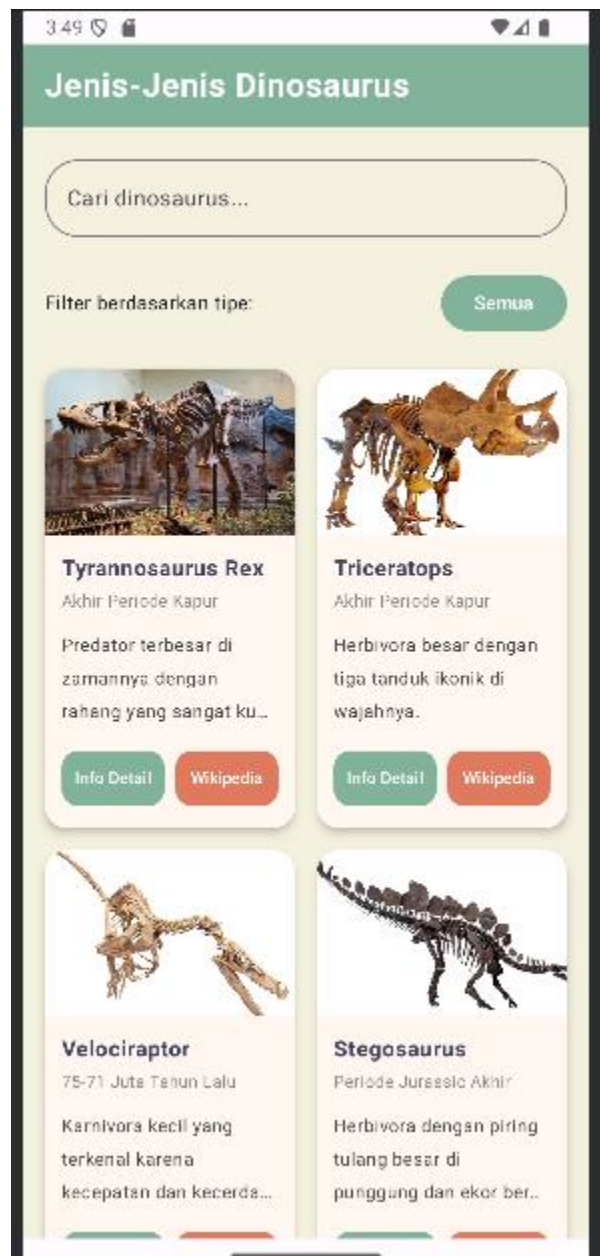 3:49
Jenis-Jenis Dinosaurus
Cari dinosaurus...
Filter berdasarkan tipe:
Semua
Tyrannosaurus Rex
Akhir Periode Kapur
Predator terbesar di
zamannya dengan
rahang yang sangat ku...
Info Detail
Wikipedia
Triceratops
Akhir Periode Kapur
Herbivora besar dengan
tiga tanduk ikonik di
wajahnya.
Info Detail
Wikipedia
Velociraptor
75-71 Juta Tahun Lalu
Karnivora kecil yang
terkenal karena
kecepatan dan kecerda...
Stegosaurus
Periode Jurassic Akhir
Herbivora dengan piring
tulang besar di
punggung dan ekor ber...